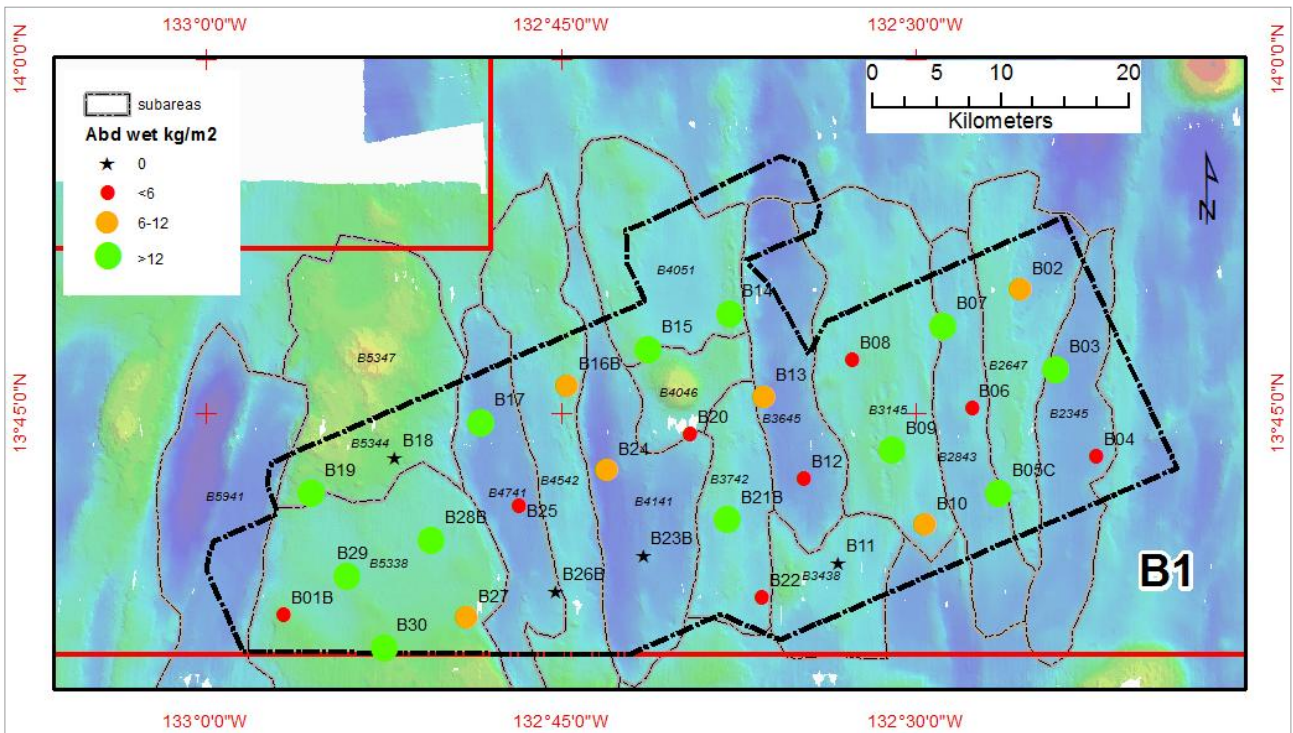 133°0'0"W
132°45'0"W
132°30'0"W
14°0'0"N
14°0'0"N
0
5
10
20
Kilometers
subareas
Abd wet kg/m2
0
<6
6-12
>12
N
B02
B4051
B14
B07
B15
B08
B03
B5347
B16B
B2647
B13
B4046
B06
B17
B3645
B3145
B2345
13°45'0"N
13°45'0"N
B20
B18
B5344
B09
B04
B24
B2843
B12
B19
B3742
B05C
B5941
B4741
B4542
B4141
B25
B21B
B10
B28B
B23B
B11
B29
B5338
B3438
B1
B26B
B22
B01B
B27
B30
133°0'0"W
132°45'0"W
132°30'0"W